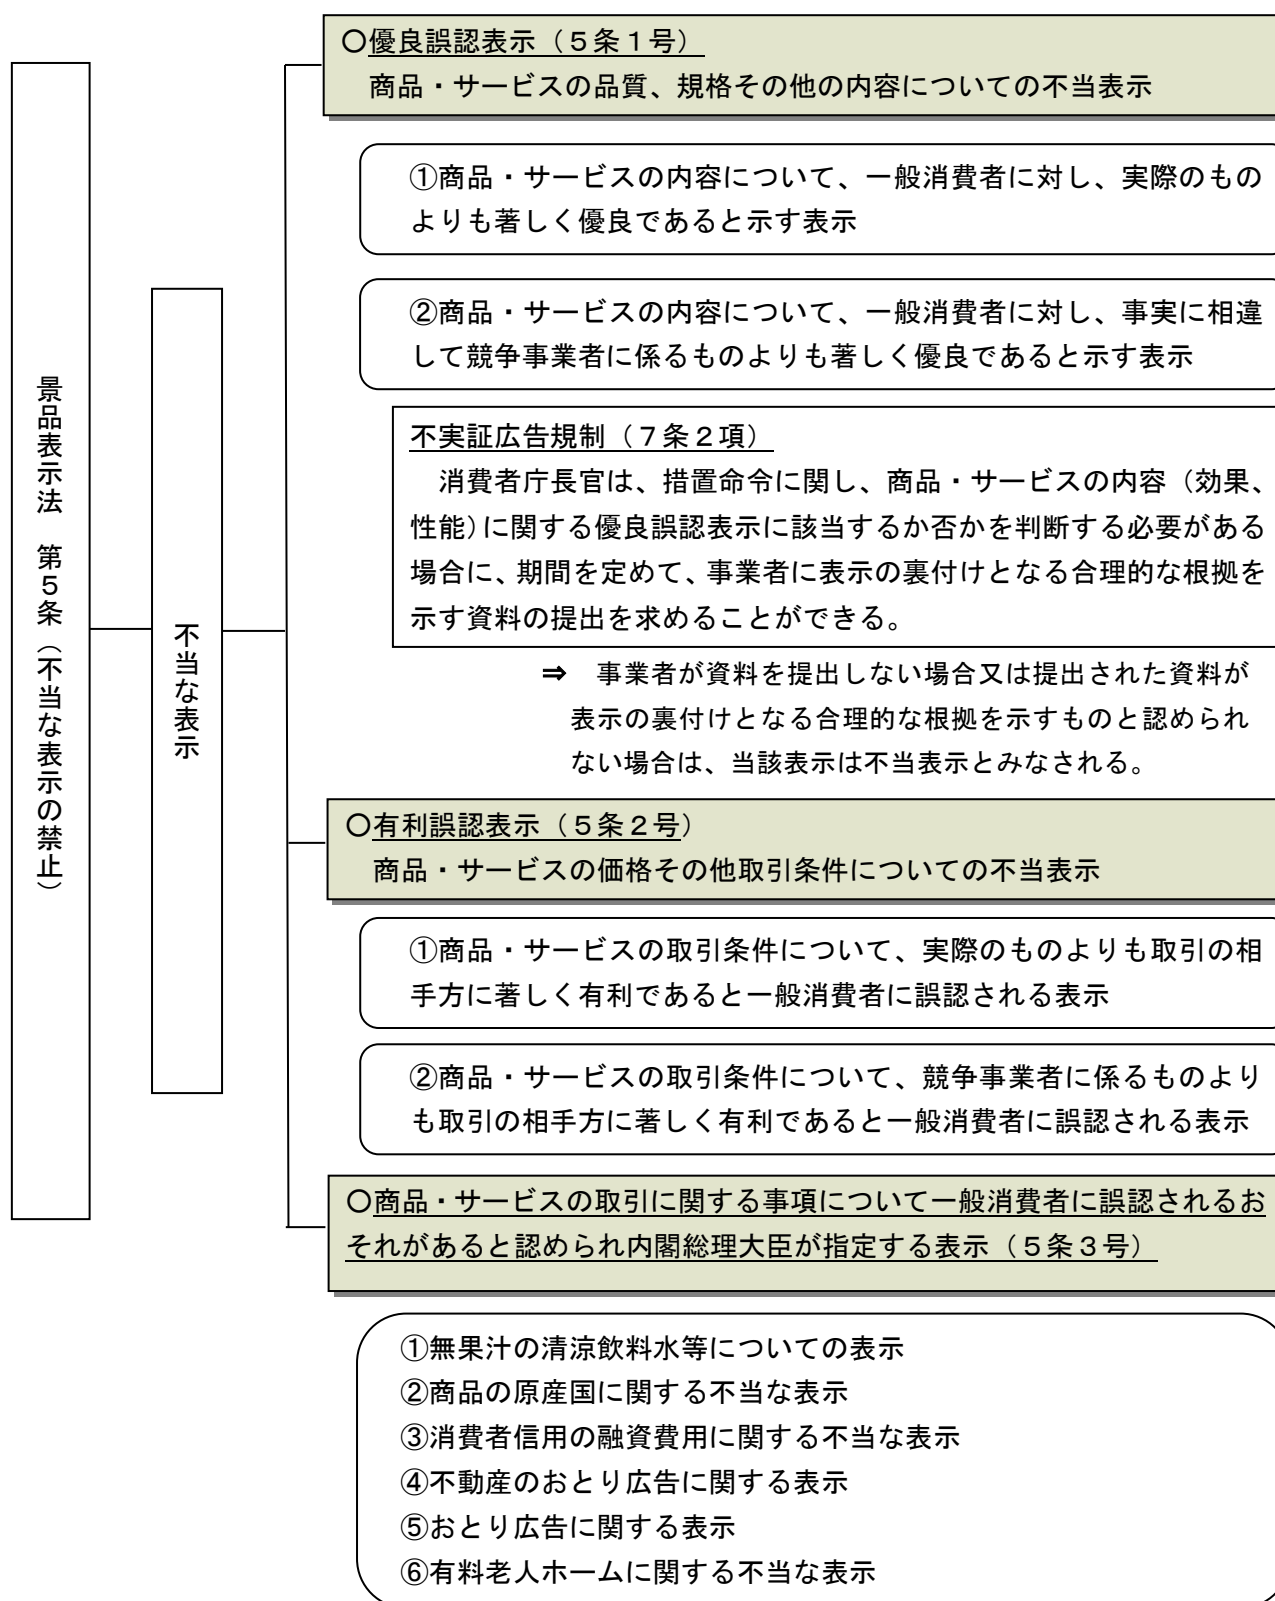 景品表示法　第５条（不当な表示の禁止）
不当な表示
〇優良誤認表示（５条１号）
商品・サービスの品質、規格その他の内容についての不当表示
①商品・サービスの内容について、一般消費者に対し、実際のもの
よりも著しく優良であると示す表示
②商品・サービスの内容について、一般消費者に対し、事実に相違
して競争事業者に係るものよりも著しく優良であると示す表示
不実証広告規制（７条２項）
消費者庁長官は、措置命令に関し、商品・サービスの内容（効果、
性能）に関する優良誤認表示に該当するか否かを判断する必要がある
場合に、期間を定めて、事業者に表示の裏付けとなる合理的な根拠を
示す資料の提出を求めることができる。
⇒　事業者が資料を提出しない場合又は提出された資料が
表示の裏付けとなる合理的な根拠を示すものと認められ
ない場合は、当該表示は不当表示とみなされる。
〇有利誤認表示（５条２号）
商品・サービスの価格その他取引条件についての不当表示
①商品・サービスの取引条件について、実際のものよりも取引の相
手方に著しく有利であると一般消費者に誤認される表示
②商品・サービスの取引条件について、競争事業者に係るものより
も取引の相手方に著しく有利であると一般消費者に誤認される表示
〇商品・サービスの取引に関する事項について一般消費者に誤認されるお
それがあると認められ内閣総理大臣が指定する表示（５条３号）
①無果汁の清涼飲料水等についての表示
②商品の原産国に関する不当な表示
③消費者信用の融資費用に関する不当な表示
④不動産のおとり広告に関する表示
⑤おとり広告に関する表示
⑥有料老人ホームに関する不当な表示